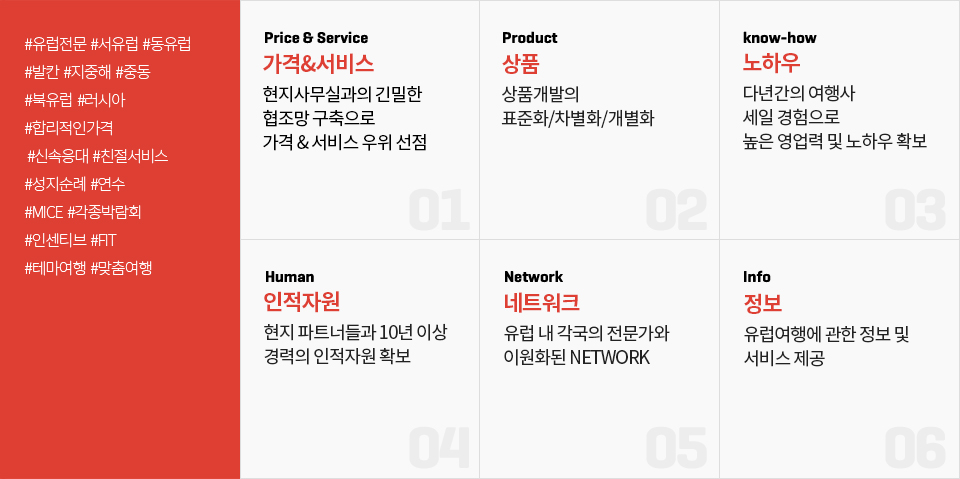 #유럽전문 #서유럽 #동유럽
#발칸 #지중해 #중동
#북유럽 #러시아
#합리적인가격
#신속응대 #친절서비스
#성지순례 #연수
#MICE #각종박람회
#인센티브 #FIT
#테마여행 #맞춤여행
Price & Service
가격&서비스
현지사무실과의 긴밀한
협조망 구축으로
가격 & 서비스 우위 선점
01
Product
상품
상품개발의
표준화/차별화/개별화
02
know-how
노하우
다년간의 여행사
세일 경험으로
높은 영업력 및 노하우 확보
03
Human
인적자원
현지 파트너들과 10년 이상
경력의 인적자원 확보
04
Network
네트워크
유럽 내 각국의 전문가와
이원화된 NETWORK
05
Info
정보
유럽여행에 관한 정보 및
서비스 제공
06